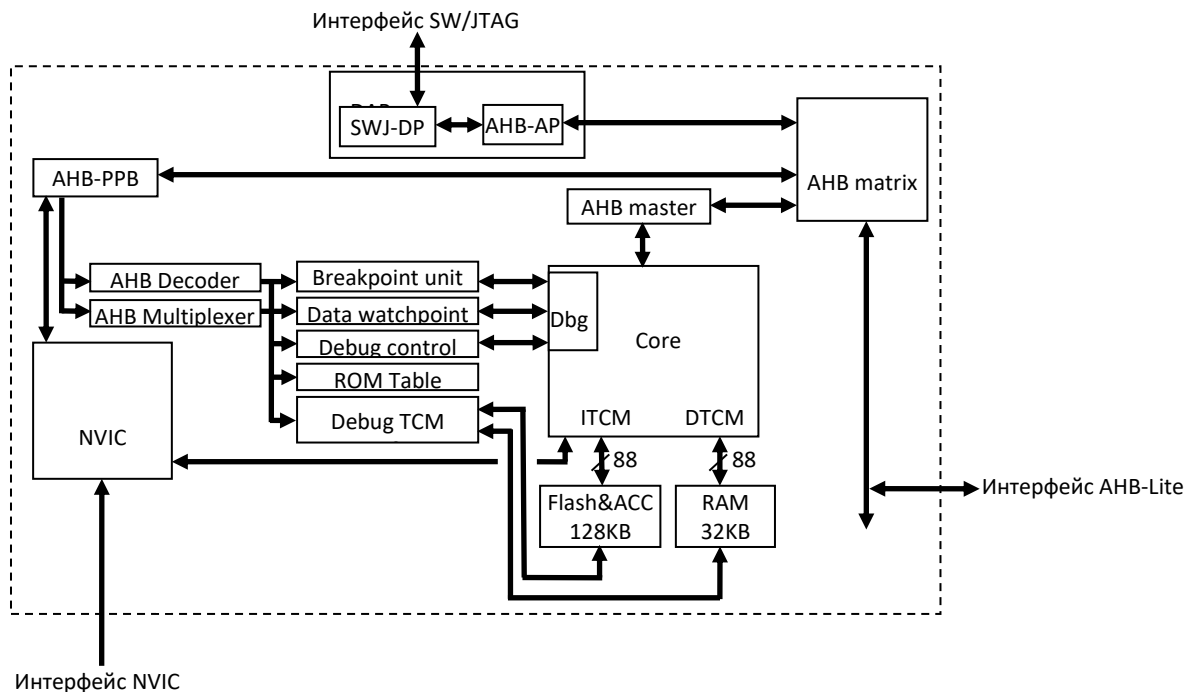 Интерфейс SW/JTAG
SWJ-DP
AHB-AP
AHB matrix
AHB-PPB
AHB master
AHB Decoder
AHB Multiplexer
Breakpoint unit
Data watchpoint
Debug control
ROM Table
Debug TCM
Dbg
Core
ITCM
DTCM
NVIC
88
88
Flash&ACC
128KB
RAM
32KB
Интерфейс AHB-Lite
Интерфейс NVIC